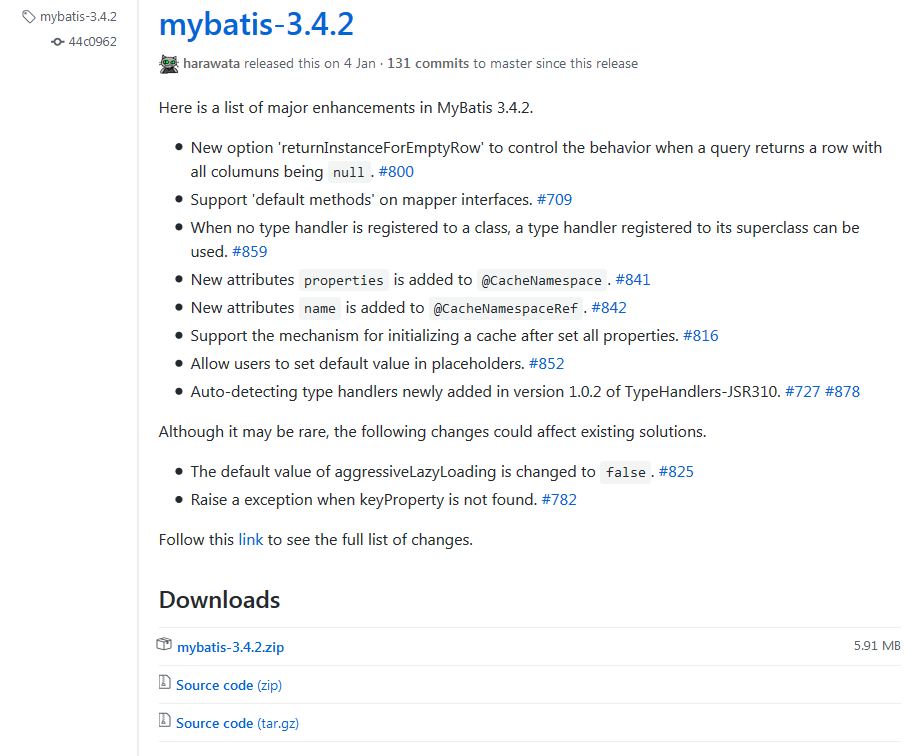 mybatis-3.4.2
44c0962
mybatis-3.4.2
harawata released this on 4 Jan · 131 commits to master since this release
Here is a list of major enhancements in MyBatis 3.4.2.
New option 'returnInstanceForEmptyRow' to control the behavior when a query returns a row with
all columuns being null . #800
Support 'default methods' on mapper interfaces. #709
When no type handler is registered to a class, a type handler registered to its superclass can be
used. #859
New attributes properties is added to @CacheNamespace . #841
New attributes name is added to @CacheNamespaceRef . #842
Support the mechanism for initializing a cache after set all properties. #816
Allow users to set default value in placeholders. #852
Auto-detecting type handlers newly added in version 1.0.2 of TypeHandlers-JSR310. #727 #878
Although it may be rare, the following changes could affect existing solutions.
The default value of aggressiveLazyLoading is changed to false . #825
Raise a exception when keyProperty is not found. #782
Follow this link to see the full list of changes.
Downloads
mybatis-3.4.2.zip 5.91 MB
Source code (zip)
Source code (tar.gz)